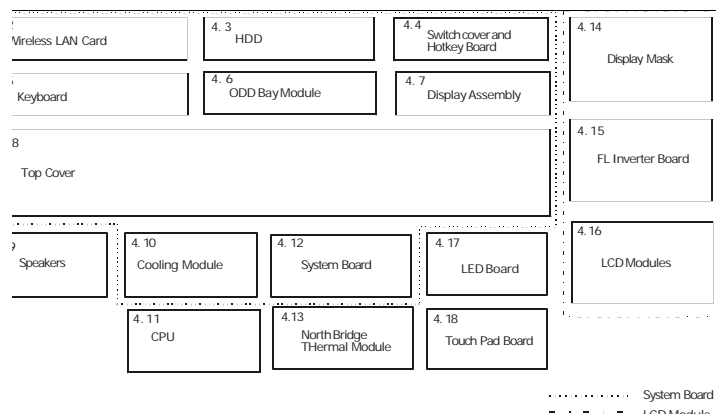 4. 3
4. 4
4. 14
Wireless LAN Card
HDD
Switch cover and
Hotkey Board
Display Mask
4. 6
4. 7
Keyboard
ODD Bay Module
Display Assembly
4. 15
8
FL Inverter Board
Top Cover
4. 16
9
4. 10
4. 12
4. 17
Speakers
Cooling Module
System Board
LED Board
LCD Modules
4. 11
4.13
4. 18
CPU
North Bridge
THermal Module
Touch Pad Board
System Board
LCD Module